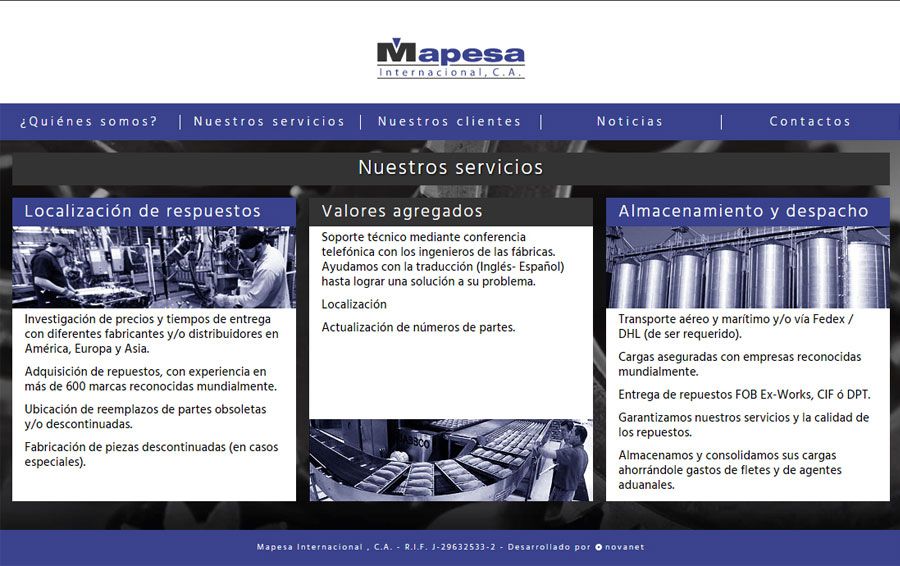 Mapesa
Internacional, C.A.
¿Quiénes somos?
Nuestros servicios
Nuestros clientes
Noticias
Contactos
Nuestros servicios
Localización de respuestos
Investigación de precios y tiempos de entrega
con diferentes fabricantes y/o distribuidores en
América, Europa y Asia.
Adquisición de repuestos, con experiencia en
más de 600 marcas reconocidas mundialmente.
Ubicación de reemplazos de partes obsoletas
y/o descontinuadas.
Fabricación de piezas descontinuadas (en casos
especiales).
Valores agregados
Soporte técnico mediante conferencia
telefónica con los ingenieros de las fábricas.
Ayudamos con la traducción (Inglés- Español)
hasta lograr una solución a su problema.
Localización
Actualización de números de partes.
Almacenamiento y despacho
Transporte aéreo y marítimo y/o vía Fedex /
DHL (de ser requerido).
Cargas aseguradas con empresas reconocidas
mundialmente.
Entrega de repuestos FOB Ex-Works, CIF ó DPT.
Garantizamos nuestros servicios y la calidad de
los repuestos.
Almacenamos y consolidamos sus cargas
ahorrándole gastos de fletes y de agentes
aduanales.
Mapesa Internacional , C.A. - R.I.F. J-29632533-2 - Desarrollado por novanet